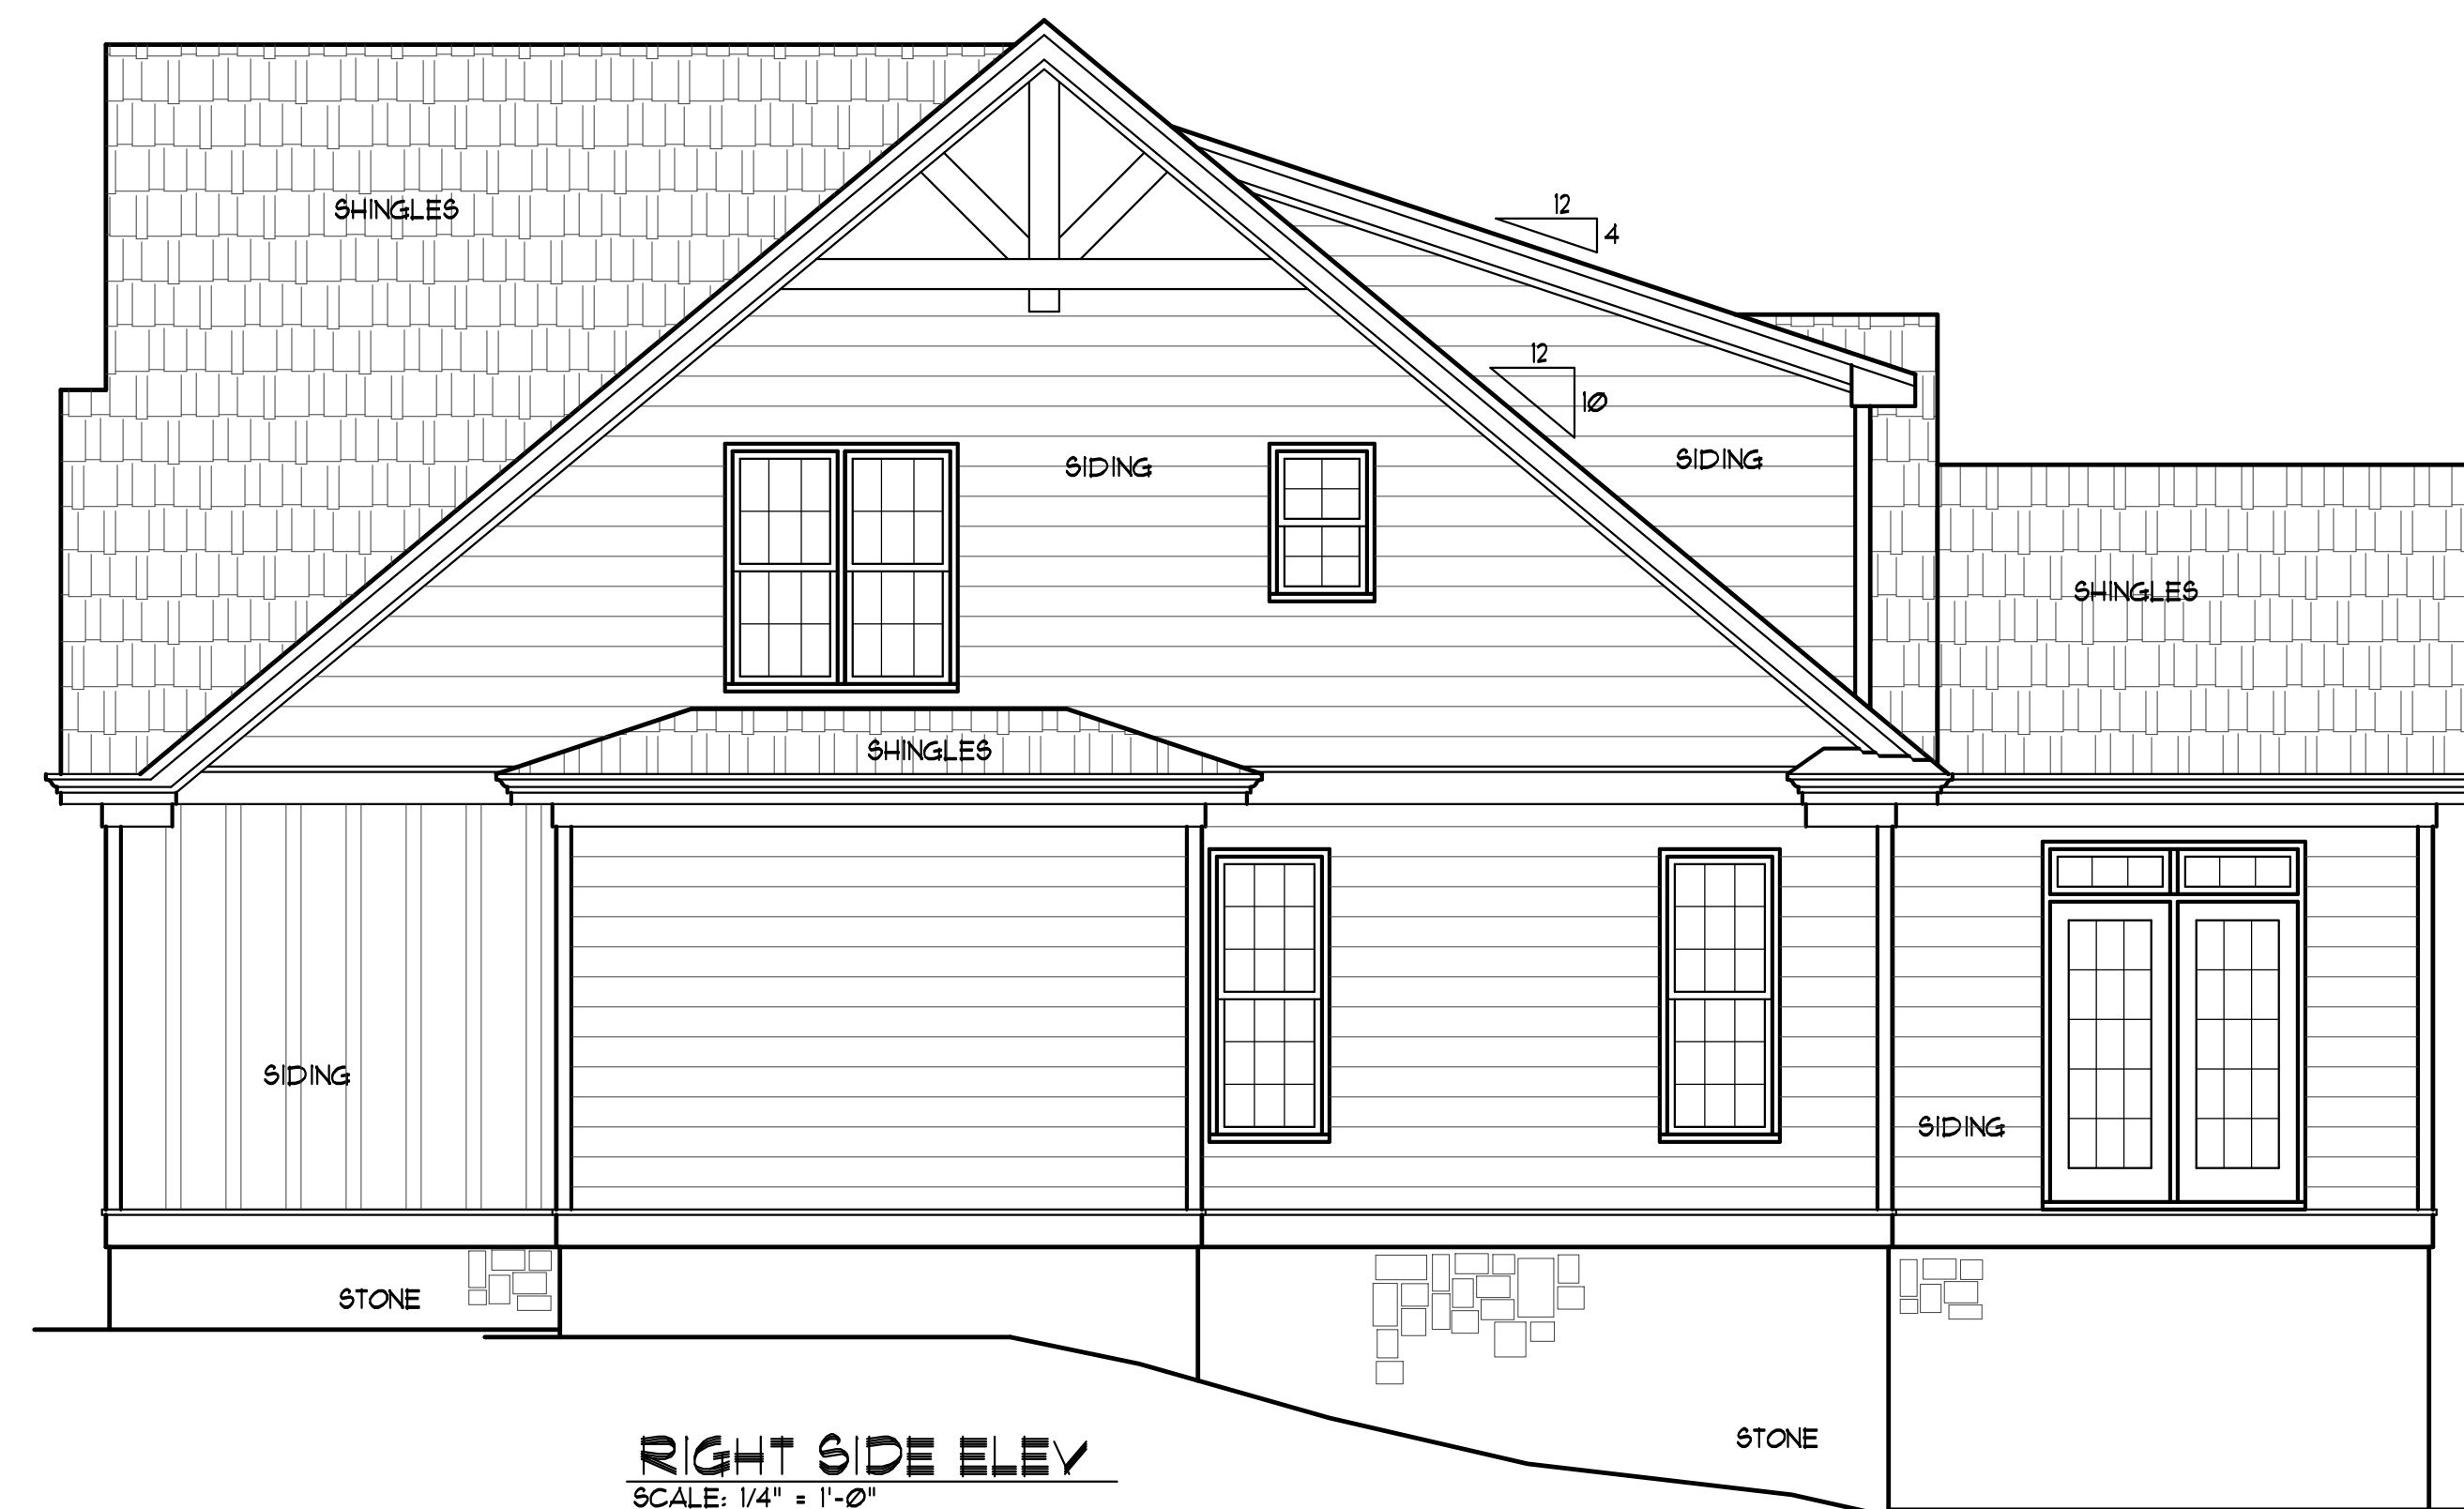 SHINGLES
12
4
12
10
SIDING
SIDING
SHINGLES
SHINGLES
SIDING
SIDING
STONE
STONE
RIGHT SIDE ELEV
SCALE: 1/4" = 1'-0"